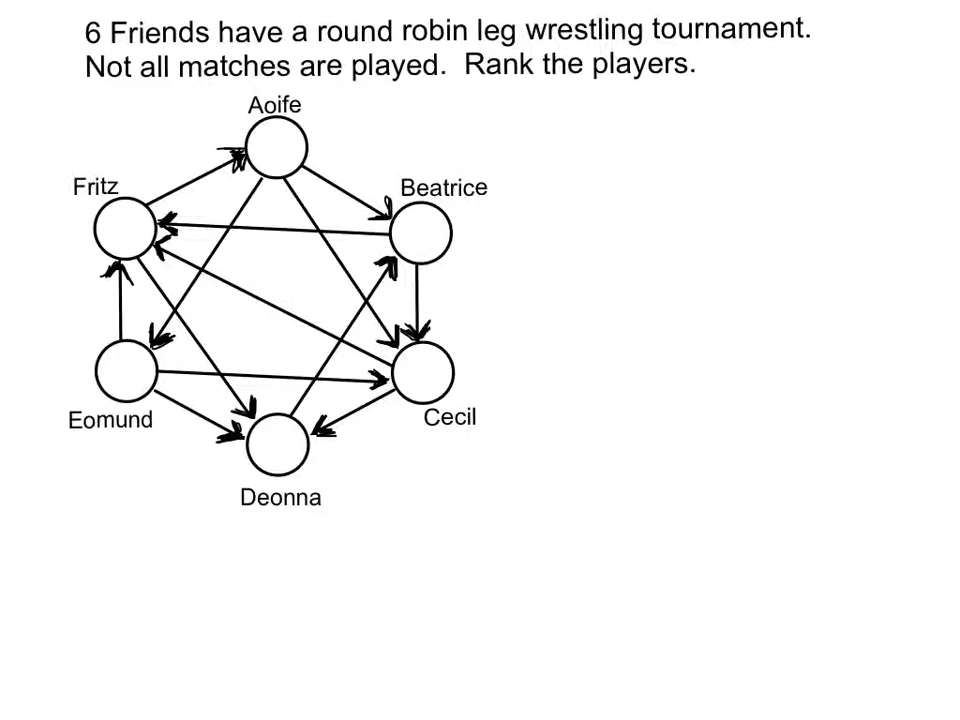 6 Friends have a round robin leg wrestling tournament.
Not all matches are played. Rank the players.
Aoife
Fritz
Beatrice
Eomund
Cecil
Deonna